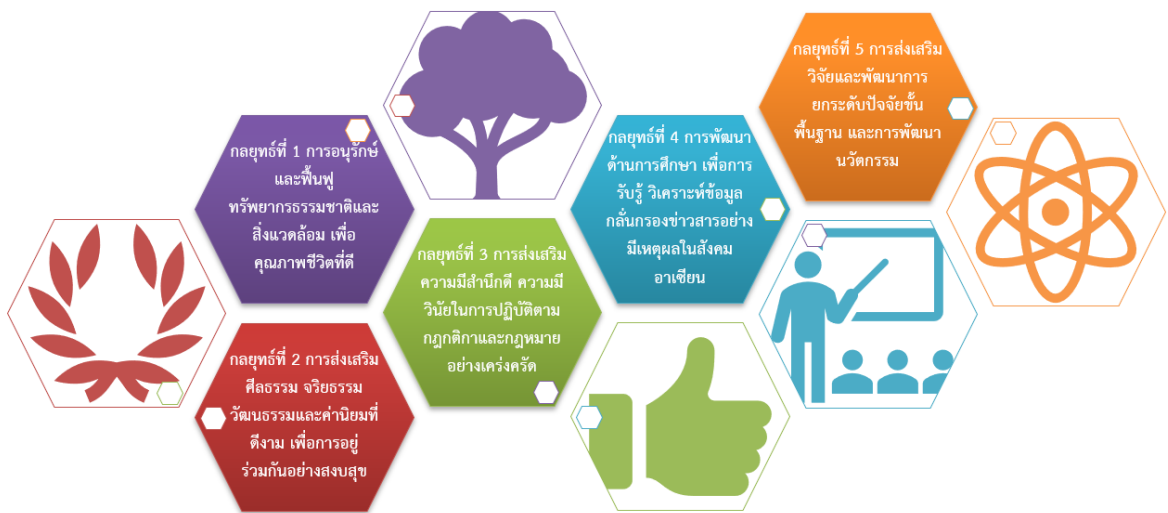 กลยุทธ์ที่ 1 การอนุรักษ์
และฟื้นฟู
ทรัพยากรธรรมชาติและ
สิ่งแวดล้อม เพื่อ
คุณภาพชีวิตที่ดี
กลยุทธ์ที่ 2 การส่งเสริม
ศีลธรรม จริยธรรม
วัฒนธรรมและค่านิยมที่
ดีงาม เพื่อการอยู่
ร่วมกันอย่างสงบสุข
กลยุทธ์ที่ 3 การส่งเสริม
ความมีสำนึกดี ความมี
วินัยในการปฏิบัติตาม
กฎกติกาและกฎหมาย
อย่างเคร่งครัด
กลยุทธ์ที่ 4 การพัฒนา
ด้านการศึกษา เพื่อการ
รับรู้ วิเคราะห์ข้อมูล
กลั่นกรองข่าวสารอย่าง
มีเหตุผลในสังคม
อาเซียน
กลยุทธ์ที่ 5 การส่งเสริม
วิจัยและพัฒนาการ
ยกระดับปัจจัยขั้น
พื้นฐาน และการพัฒนา
นวัตกรรม